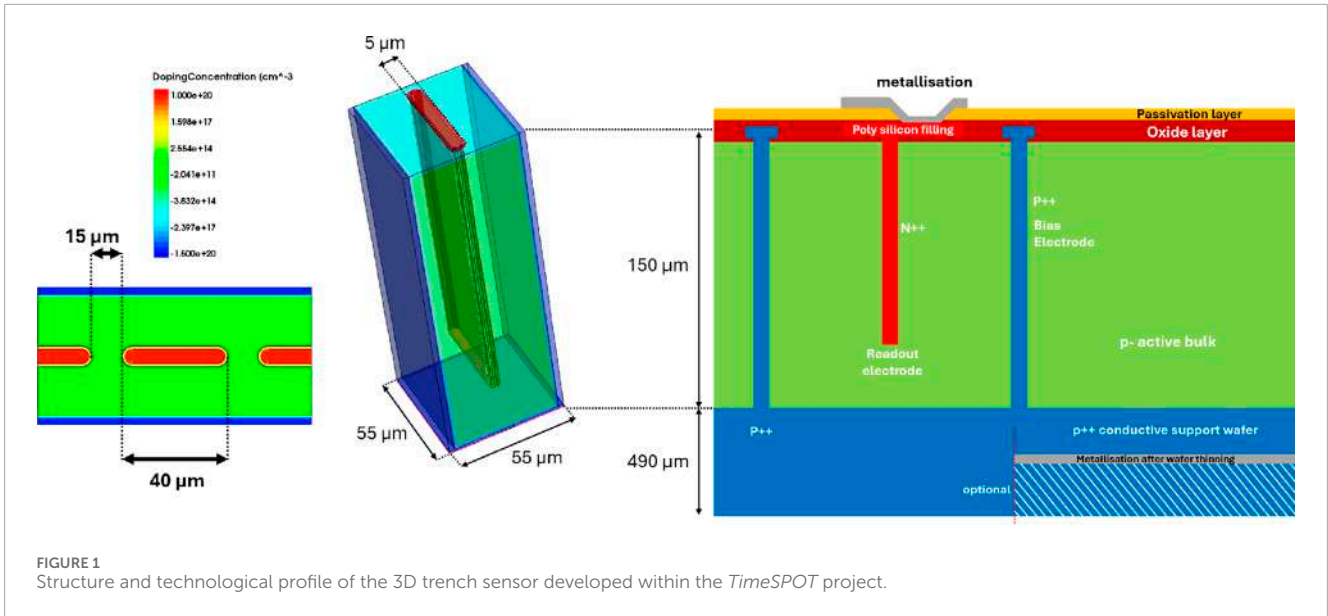 DopingConcentration (cm^-3
1.000e+20
1.598e+17
2.554e+14
-2.041e+11
-3.832e+14
-2.397e+17
-1.500e+20
15 µm
40 µm
5 µm
55 µm
55 µm
metallisation
Passivation layer
Poly silicon filling
Oxide layer
N++
P++
Bias
Electrode
150 µm
Readout
electrode
p- active bulk
P++
p++ conductive support wafer
490 µm
Metallisation after wafer thinning
optional
FIGURE 1
Structure and technological profile of the 3D trench sensor developed within the TimeSPOT project.